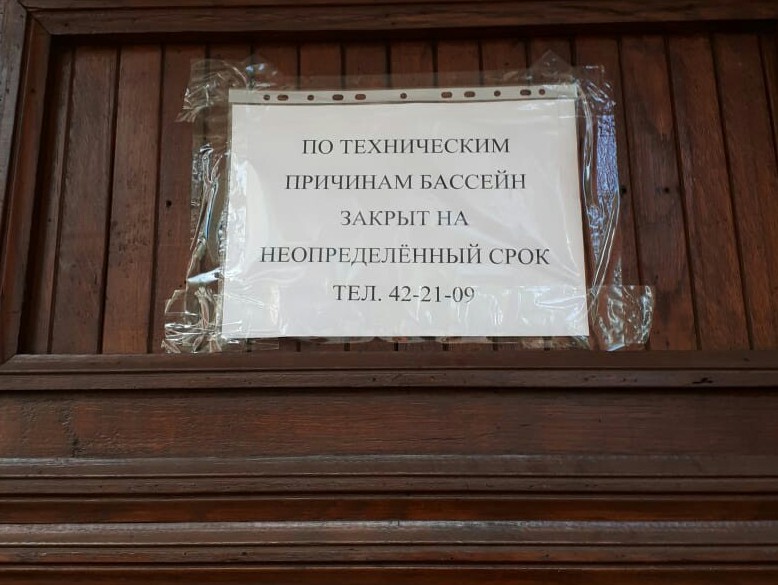 ПО ТЕХНИЧЕСКИМ
ПРИЧИНАМ БАССЕЙН
ЗАКРЫТ НА
НЕОПРЕДЕЛЁННЫЙ СРОК
ТЕЛ. 42-21-09